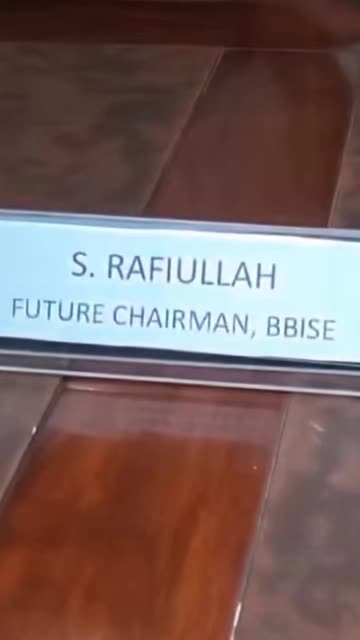 S. RAFIULLAH
FUTURE CHAIRMAN, BBISE